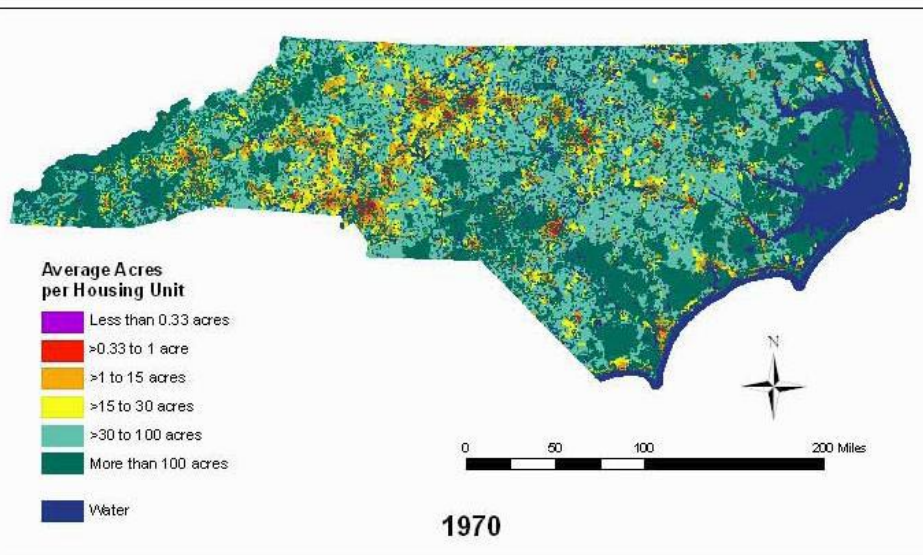 Average Acres
per Housing Unit
Less than 0.33 acres
>0.33 to 1 acre
>1 to 15 acres
>15 to 30 acres
>30 to 100 acres
More than 100 acres
Water
N
0 50 100 200 Miles
1970